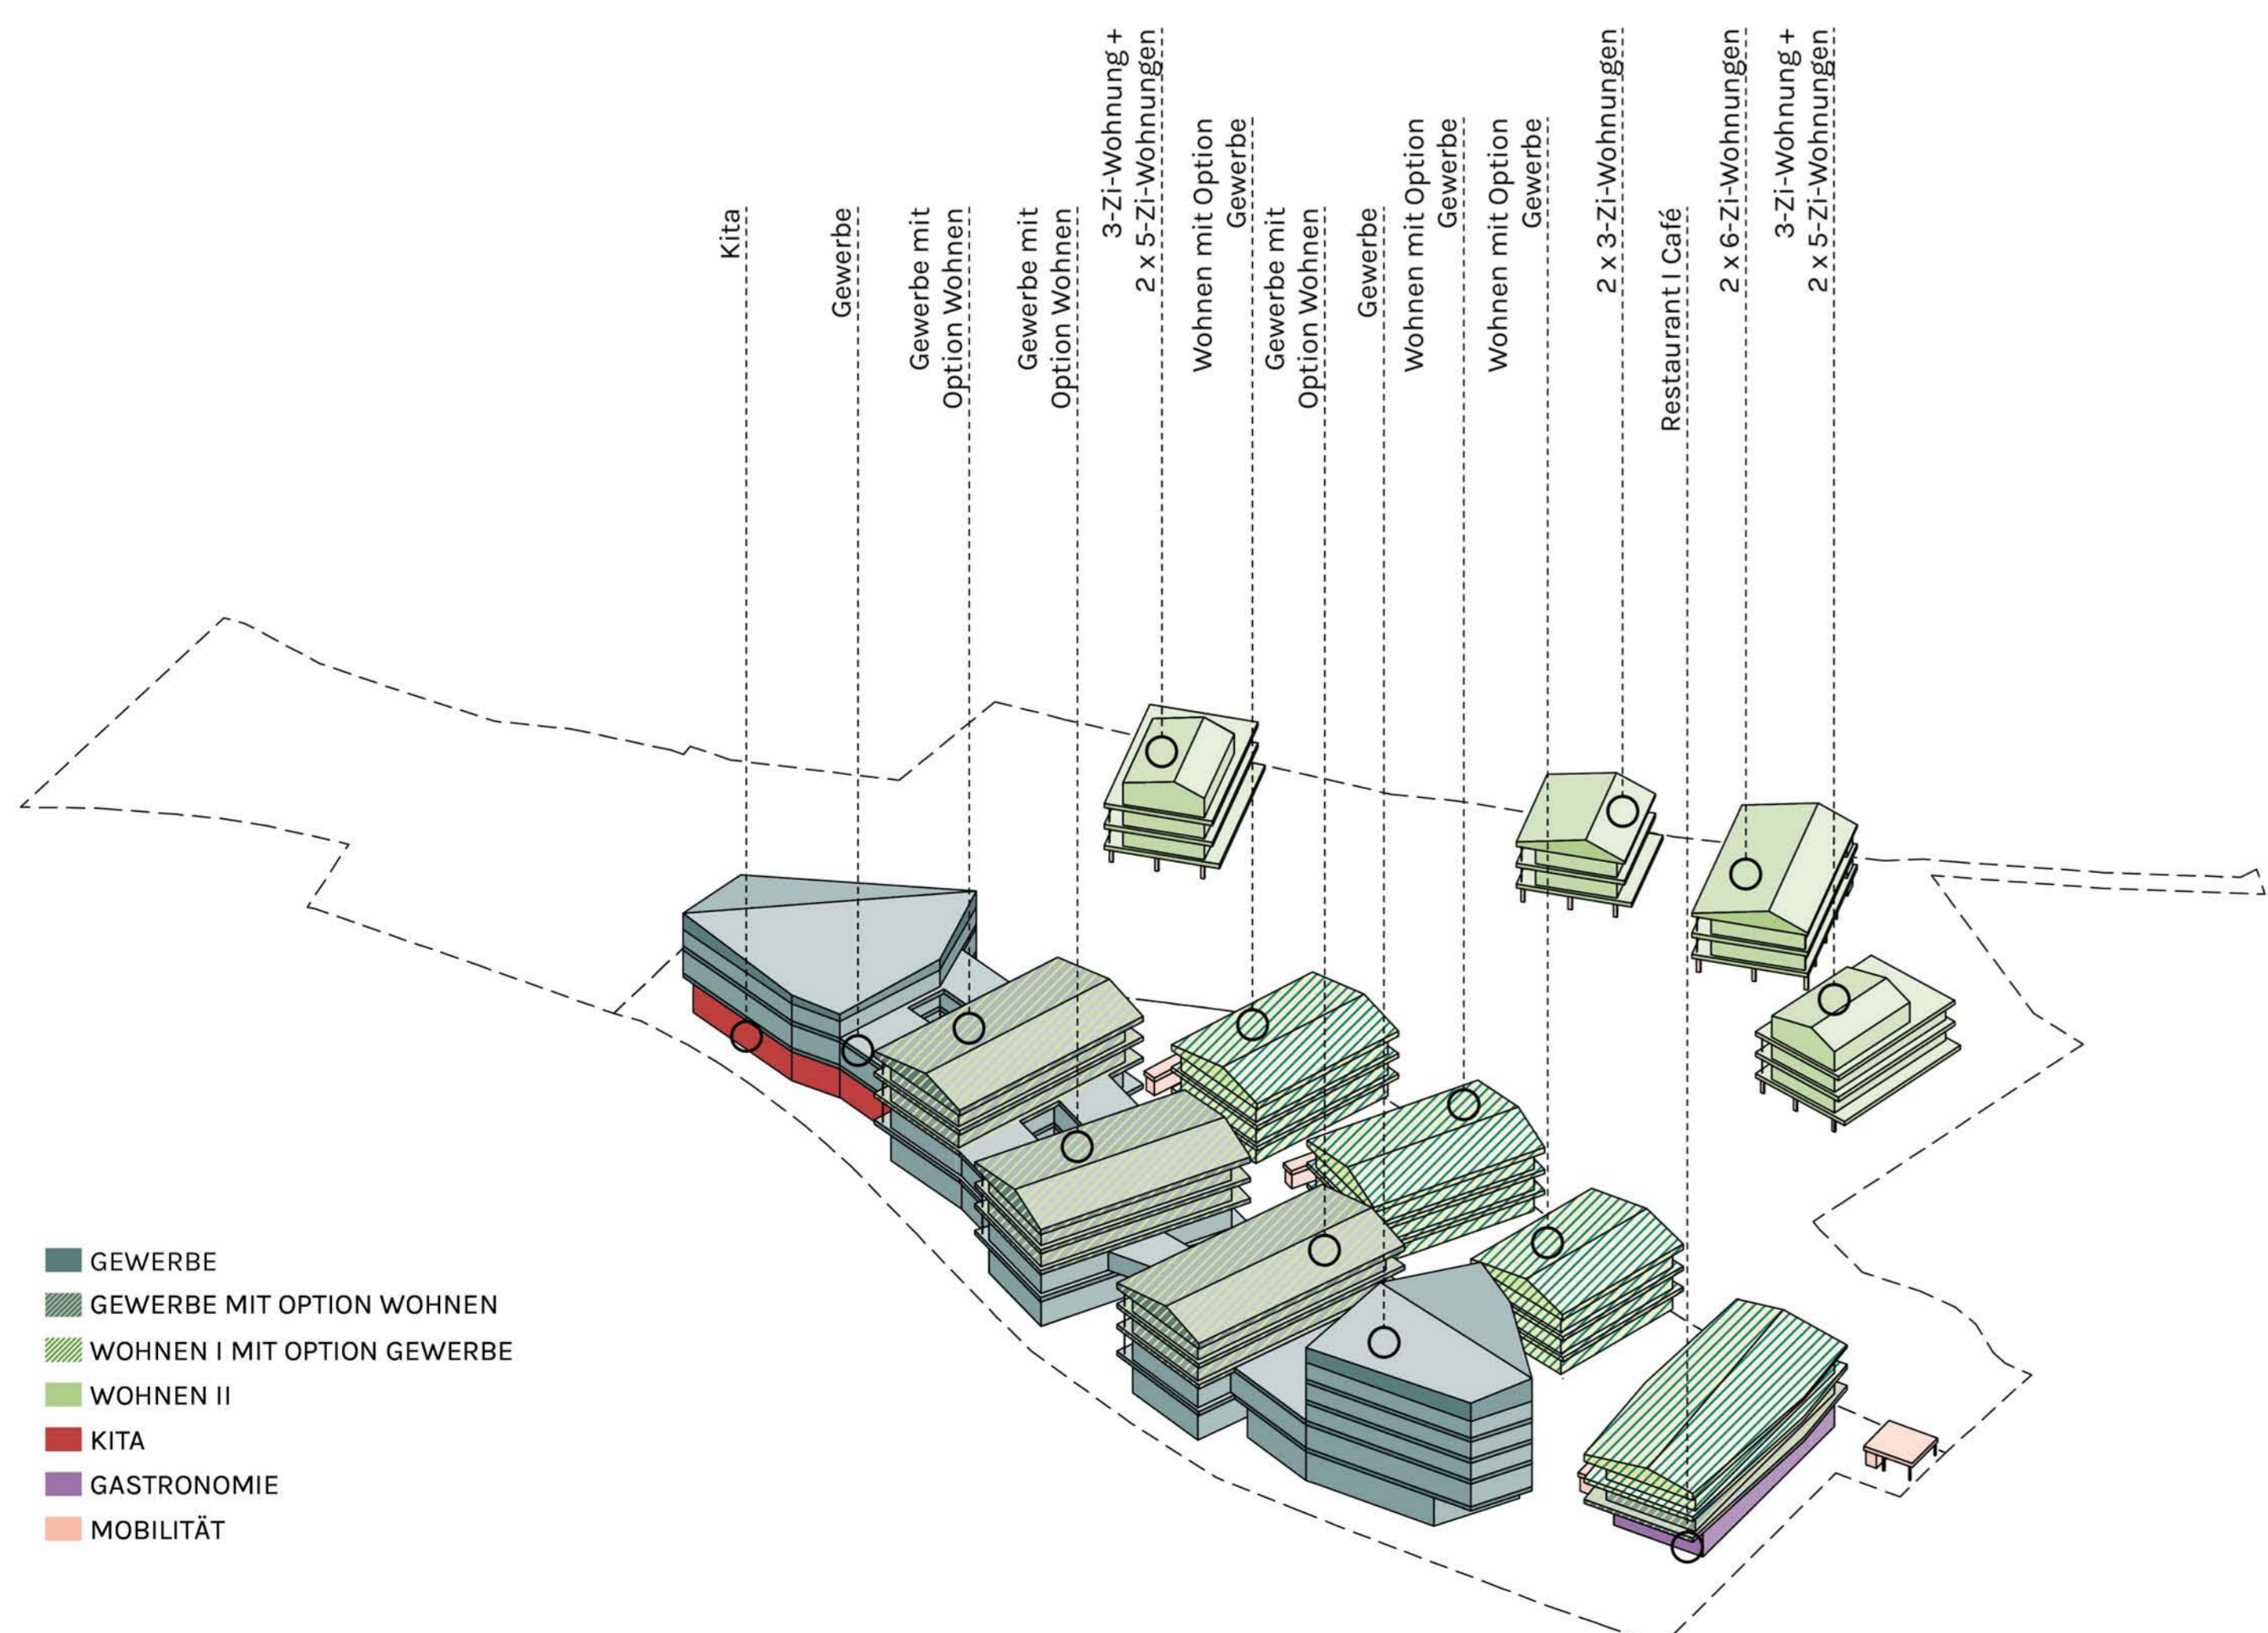 Kita
Gewerbe
Gewerbe mit
Option Wohnen
Gewerbe mit
Option Wohnen
3-Zi-Wohnung +
2 x 5-Zi-Wohnungen
Wohnen mit Option
Gewerbe
Gewerbe mit
Option Wohnen
Gewerbe
Wohnen mit Option
Gewerbe
Wohnen mit Option
Gewerbe
2 x 3-Zi-Wohnungen
Restaurant I Café
2 x 6-Zi-Wohnungen
3-Zi-Wohnung +
2 x 5-Zi-Wohnungen
GEWERBE
GEWERBE MIT OPTION WOHNEN
WOHNEN I MIT OPTION GEWERBE
WOHNEN II
KITA
GASTRONOMIE
MOBILITÄT